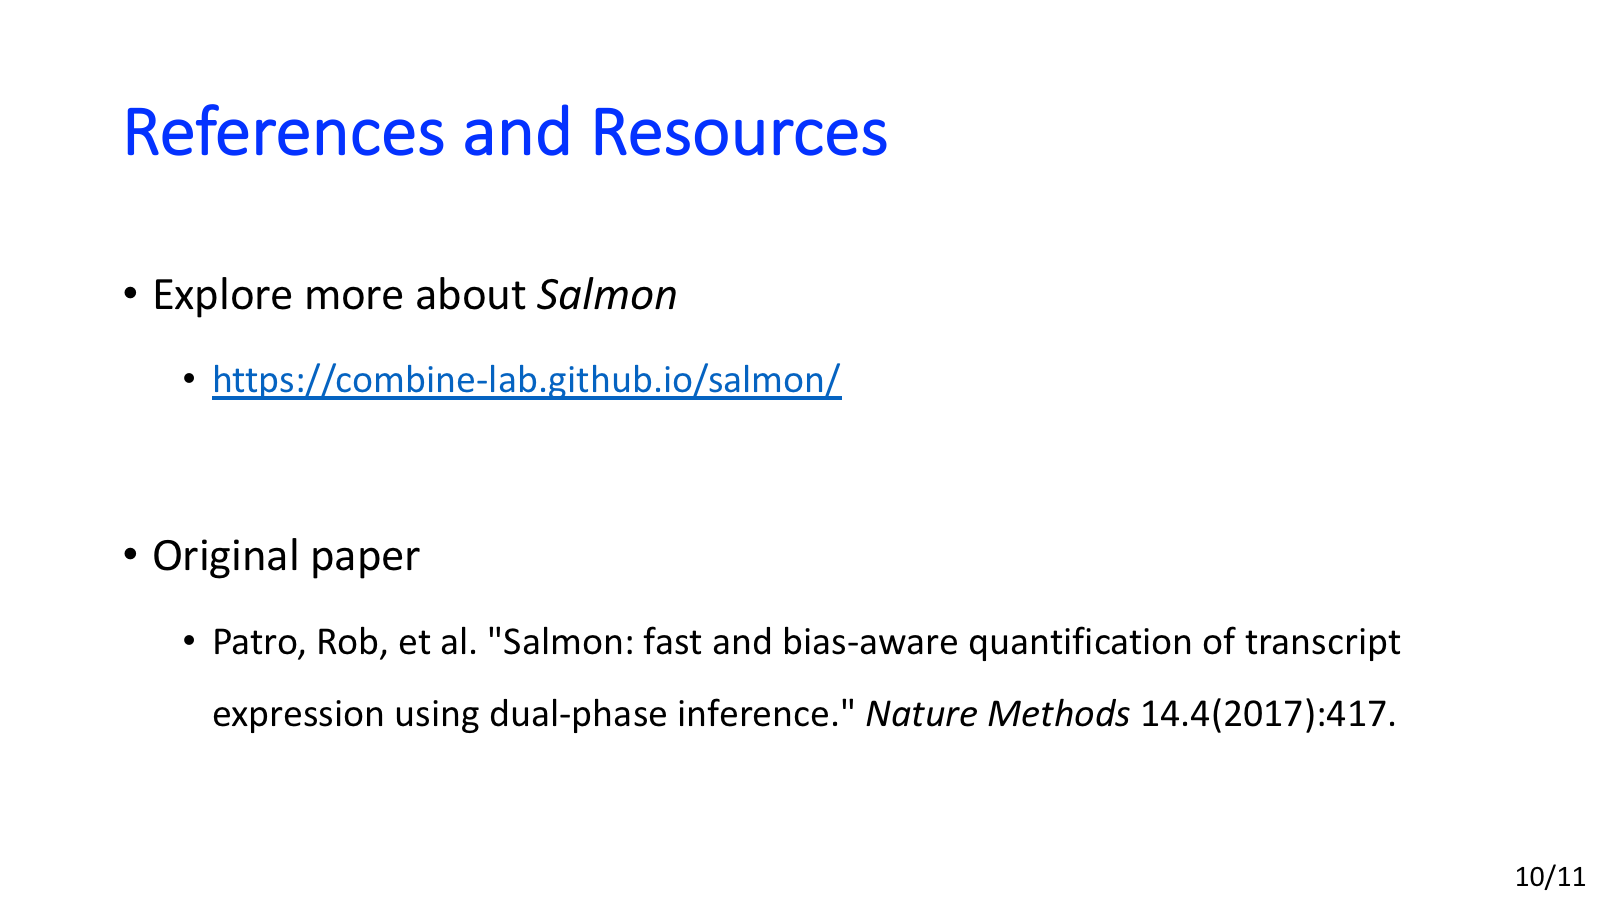 References and Resources
• Explore more about Salmon
• https://combine-lab.github.io/salmon/
• Original paper
• Patro, Rob, et al. "Salmon: fast and bias-aware quantification of transcript
expression using dual-phase inference." Nature Methods 14.4(2017):417.
10/11